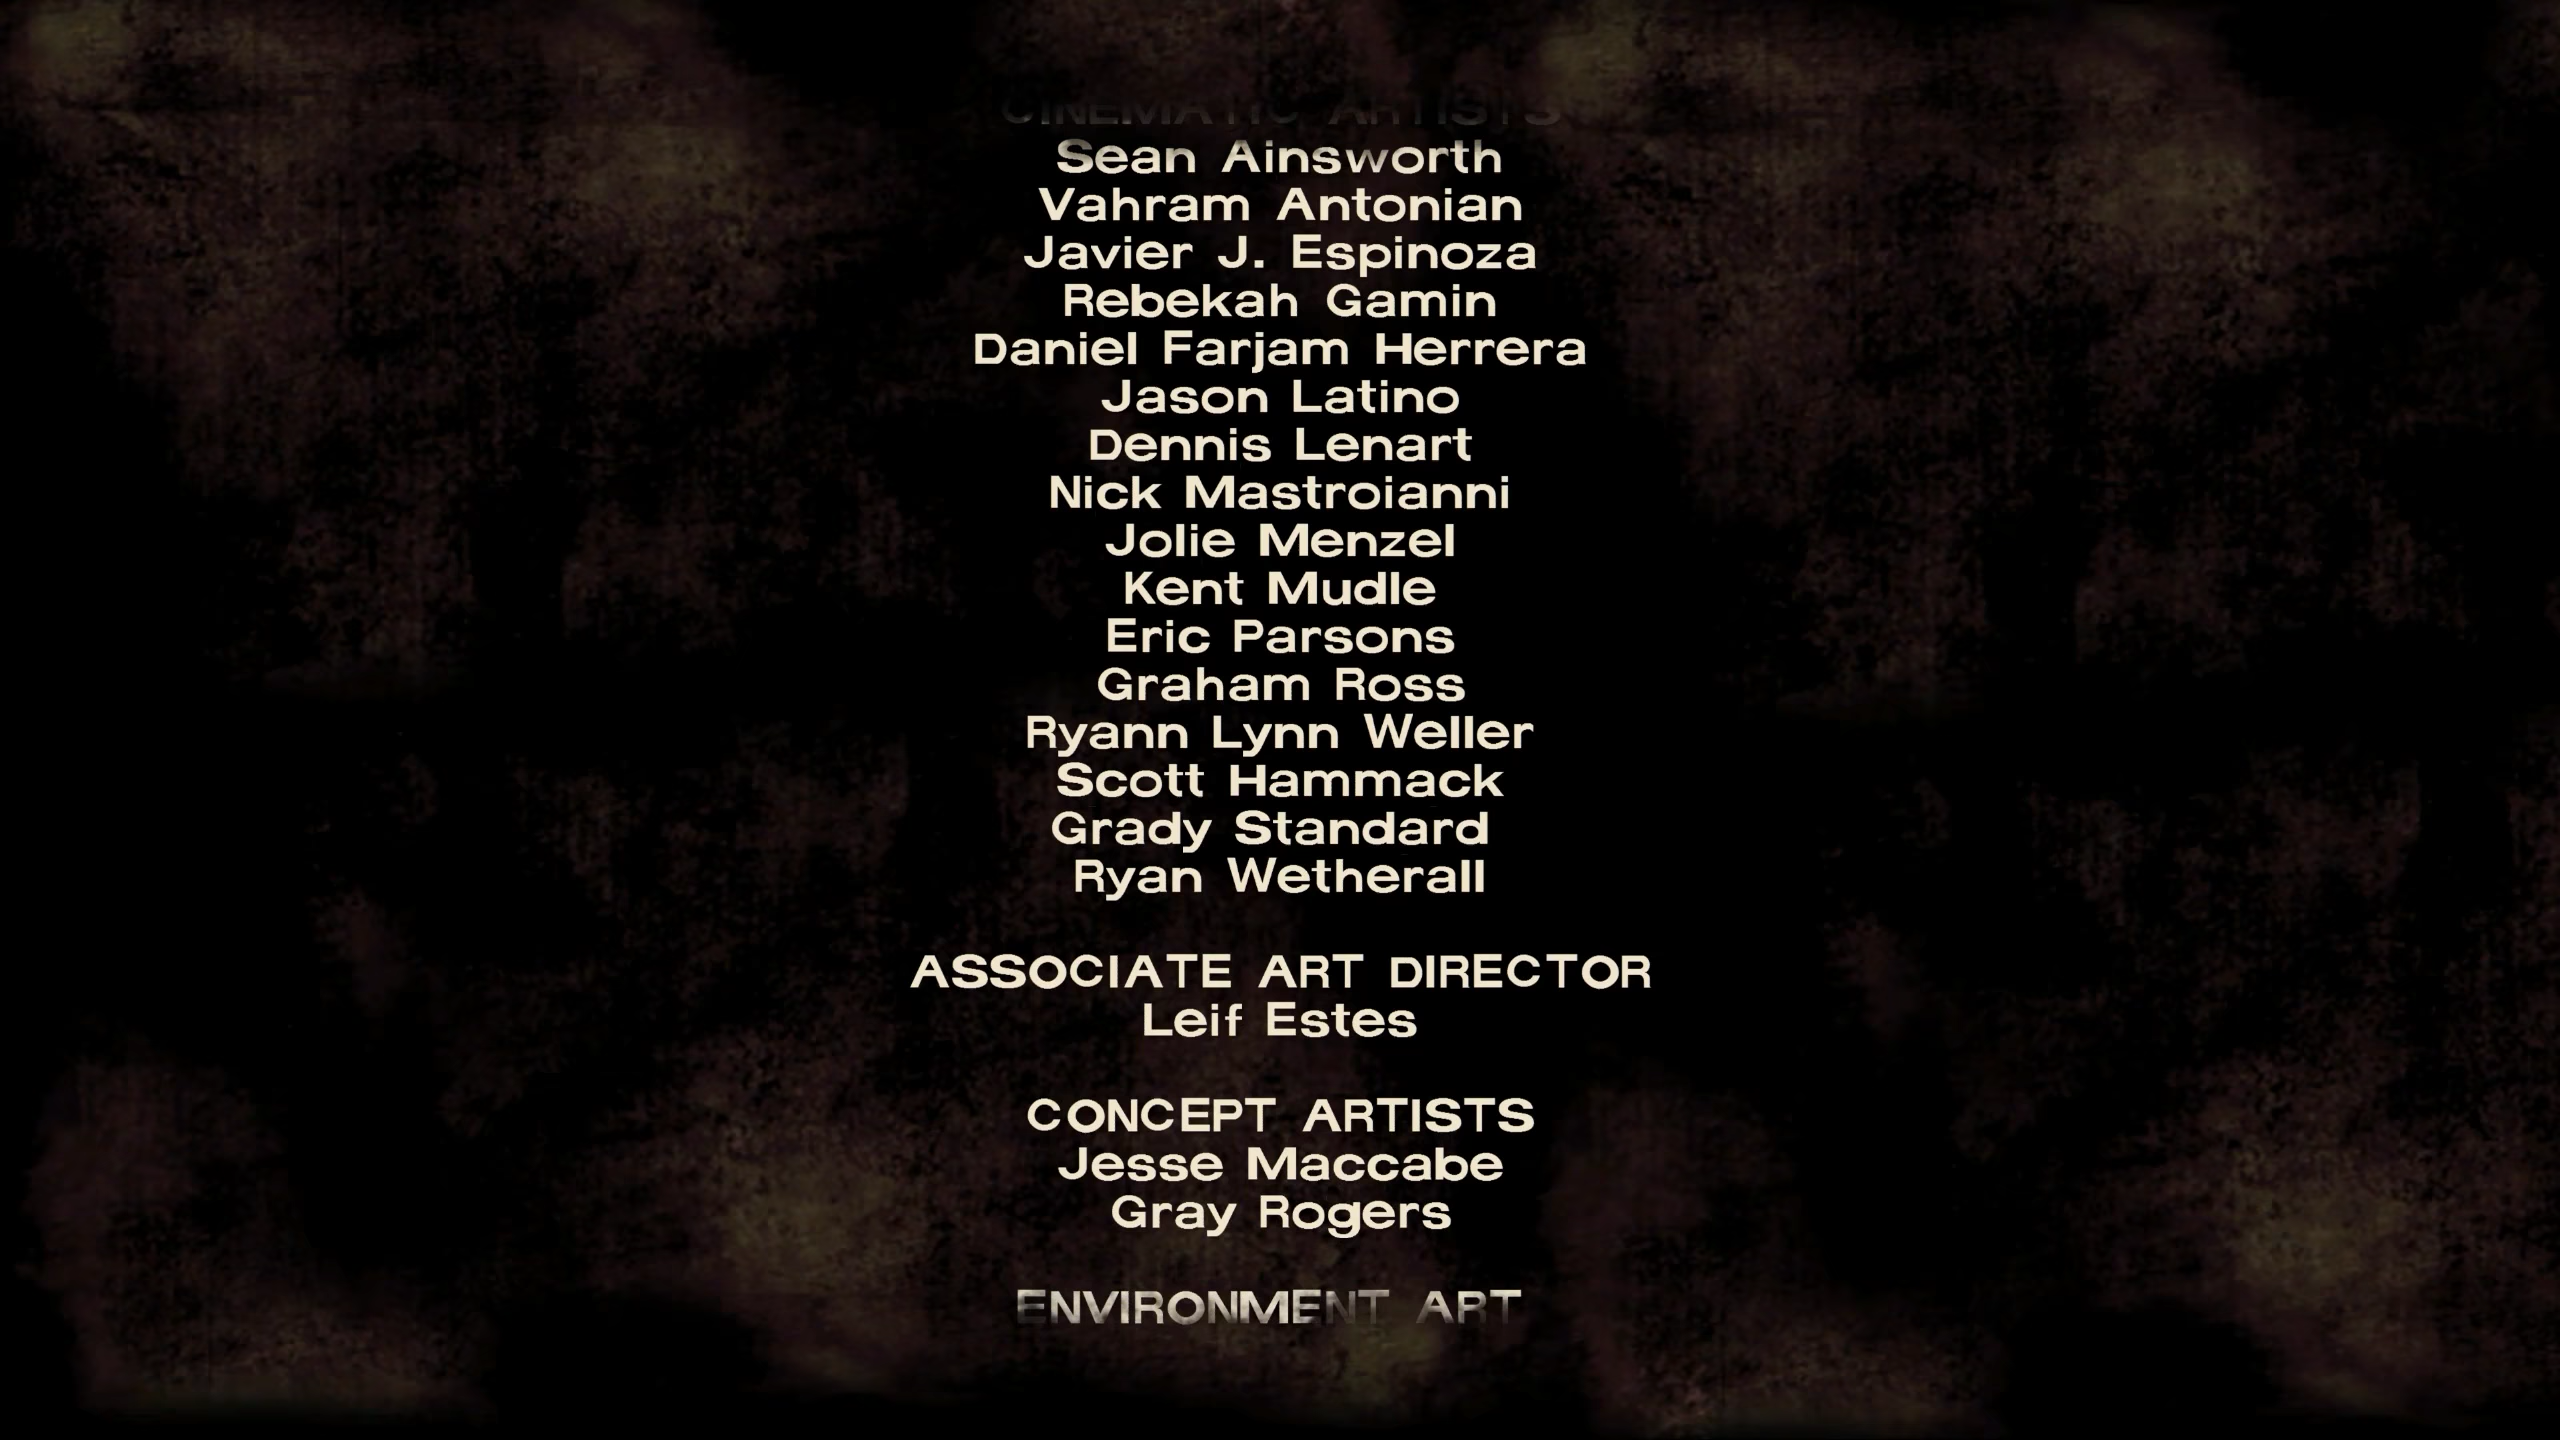 CINEMATIC ARTISTS
Sean Ainsworth
Vahram Antonian
Javier J. Espinoza
Rebekah Gamin
Daniel Farjam Herrera
Jason Latino
Dennis Lenart
Nick Mastroianni
Jolie Menzel
Kent Mudle
Eric Parsons
Graham Ross
Ryann Lynn Weller
Scott Hammack
Grady Standard
Ryan Wetherall
ASSOCIATE ART DIRECTOR
Leif Estes
CONCEPT ARTISTS
Jesse Maccabe
Gray Rogers
ENVIRONMENT ART